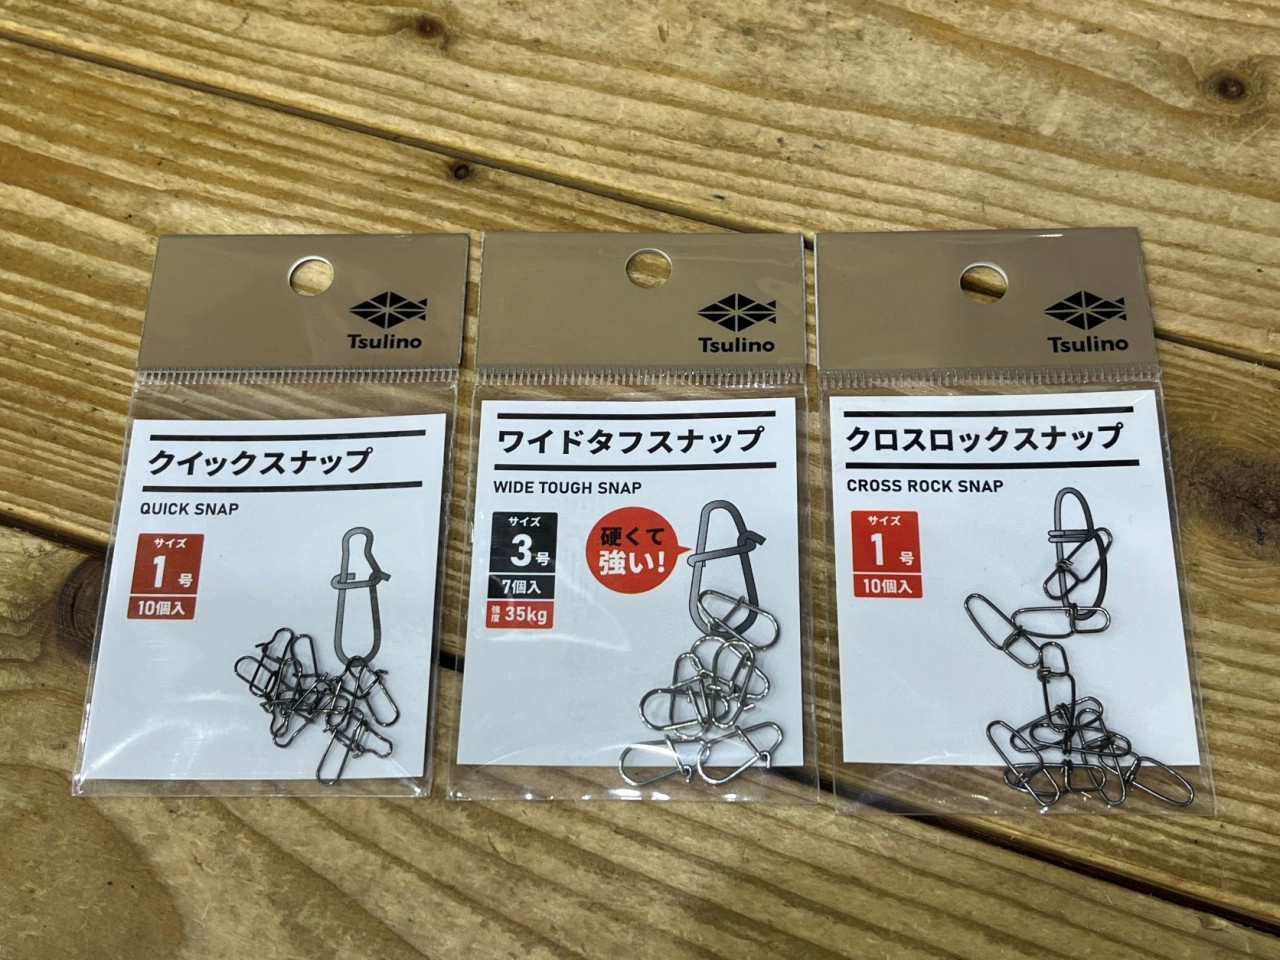 Tsulino
クイックスナップ
QUICK SNAP
サイズ
1号
10個入
Tsulino
ワイドタフスナップ
WIDE TOUGH SNAP
サイズ
3号
7個入
強度 35kg
硬くて
強い!
Tsulino
クロスロックスナップ
CROSS ROCK SNAP
サイズ
1号
10個入